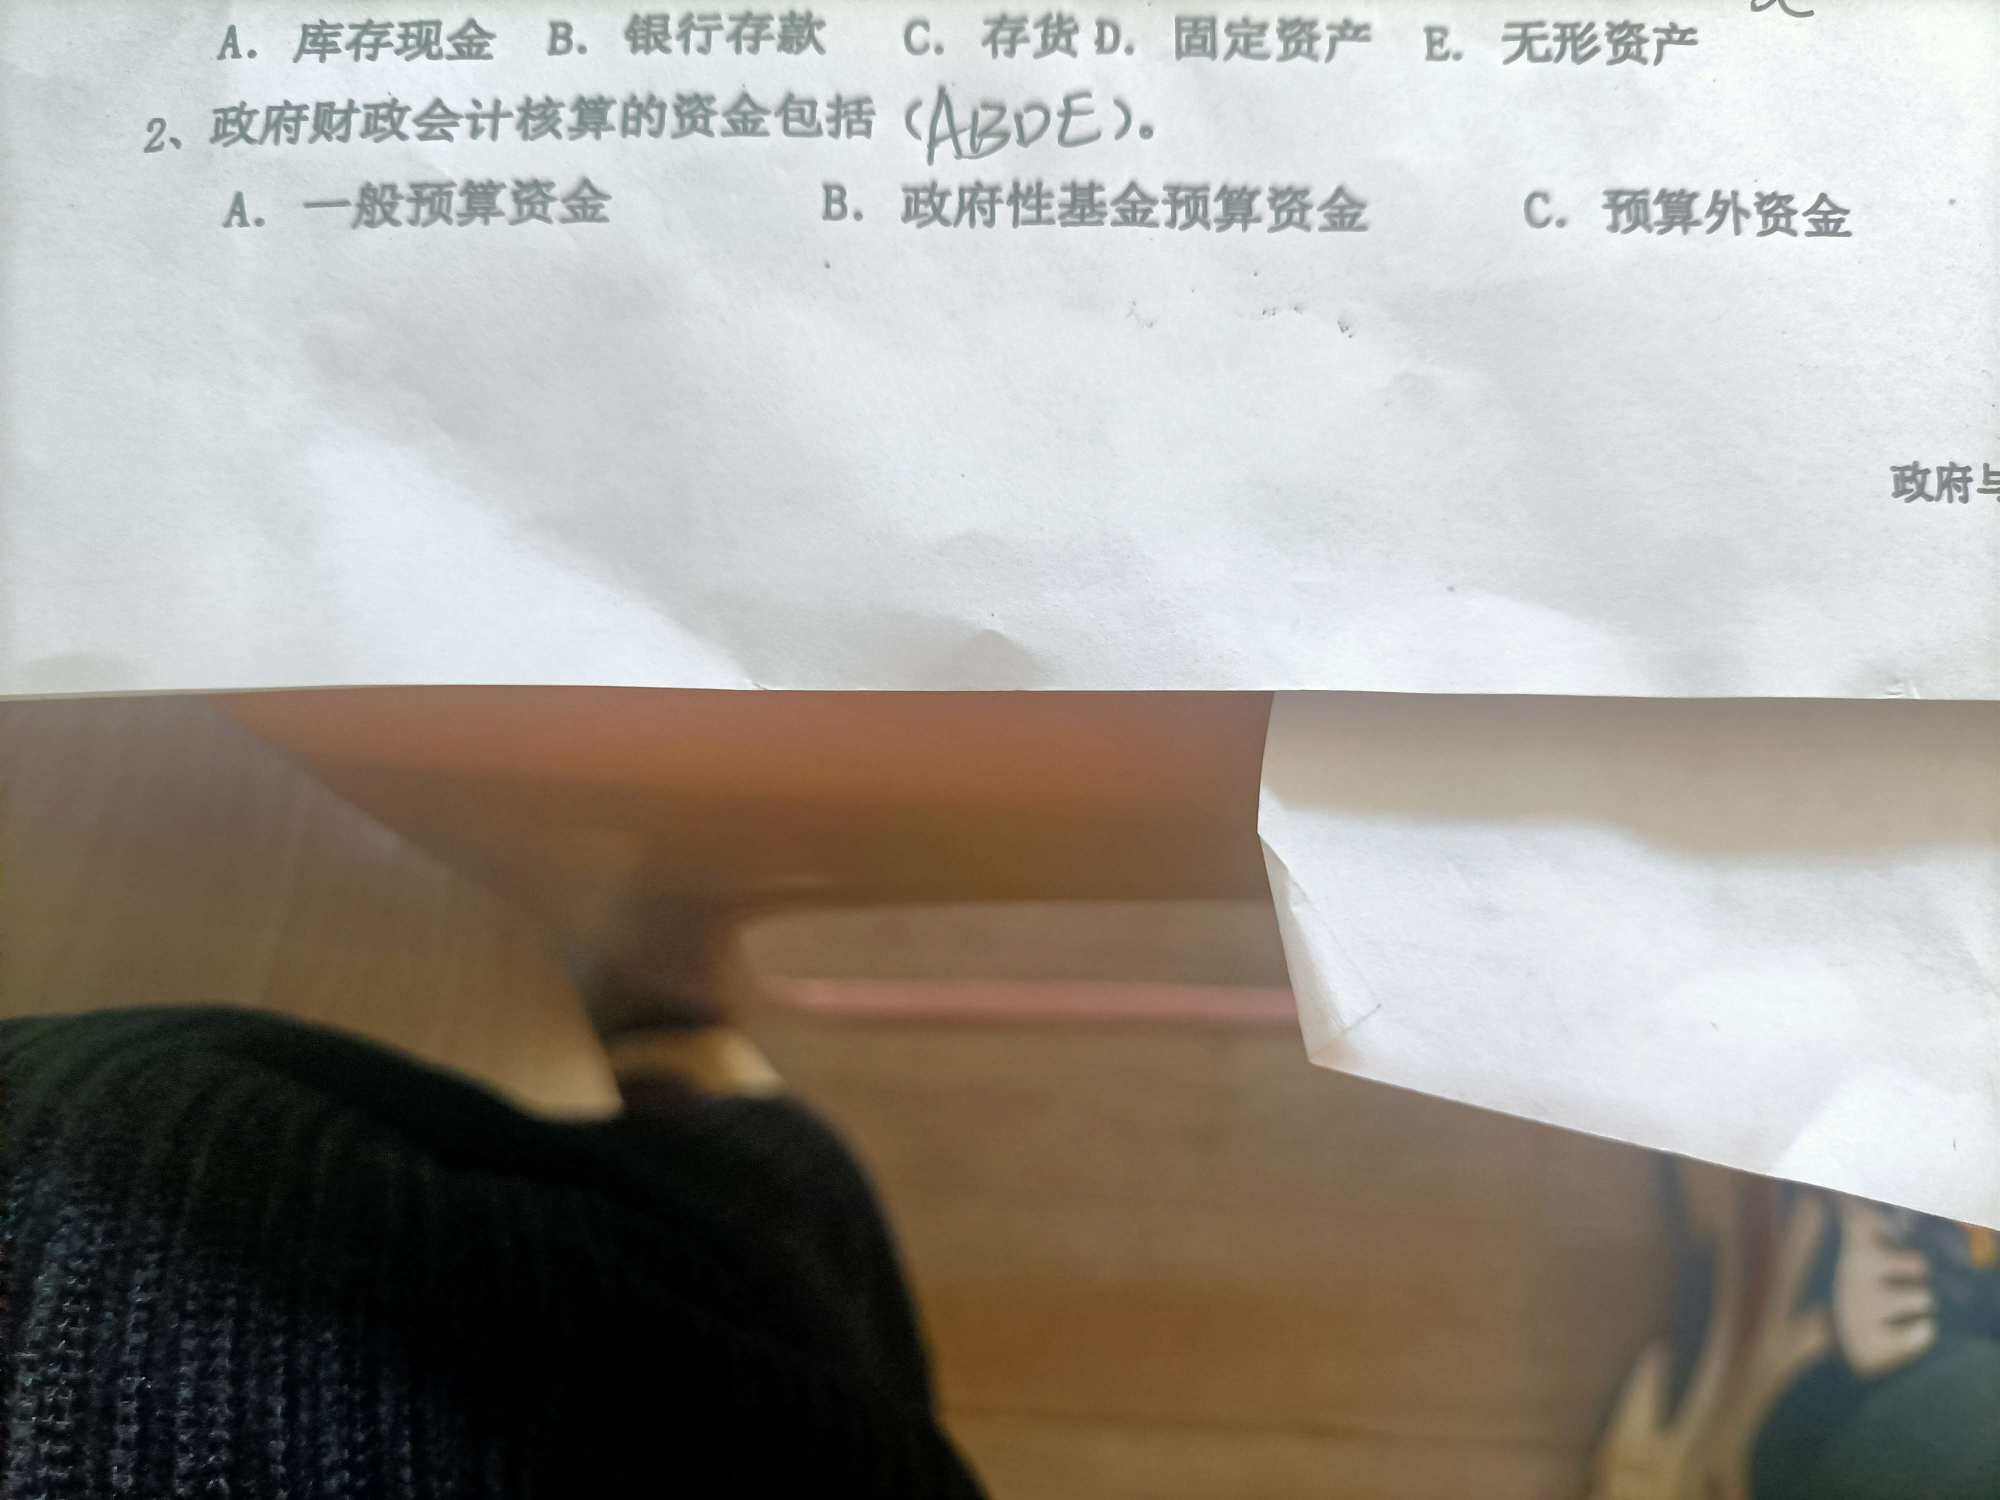 A. 库存现金 B. 银行存款 C. 存货 D. 固定资产 E. 无形资产
2、政府财政会计核算的资金包括（ABDE）。
A. 一般预算资金 B. 政府性基金预算资金 C. 预算外资金
政府与